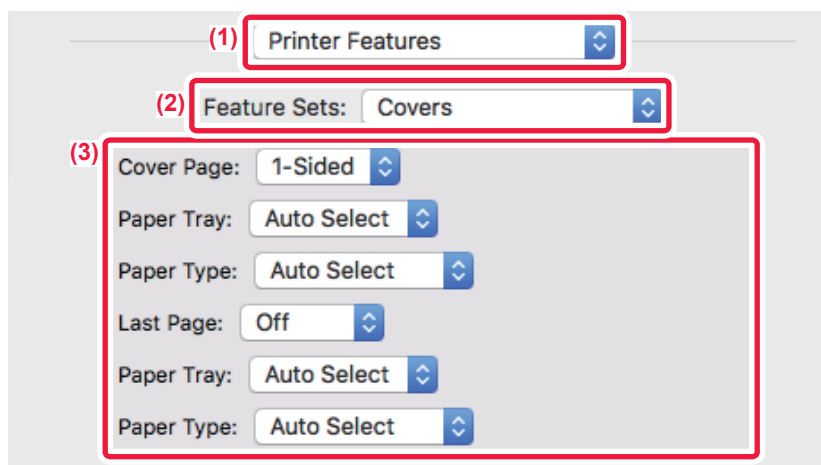 (1) Printer Features
(2) Feature Sets: Covers
(3)
Cover Page: 1-Sided
Paper Tray: Auto Select
Paper Type: Auto Select
Last Page: Off
Paper Tray: Auto Select
Paper Type: Auto Select